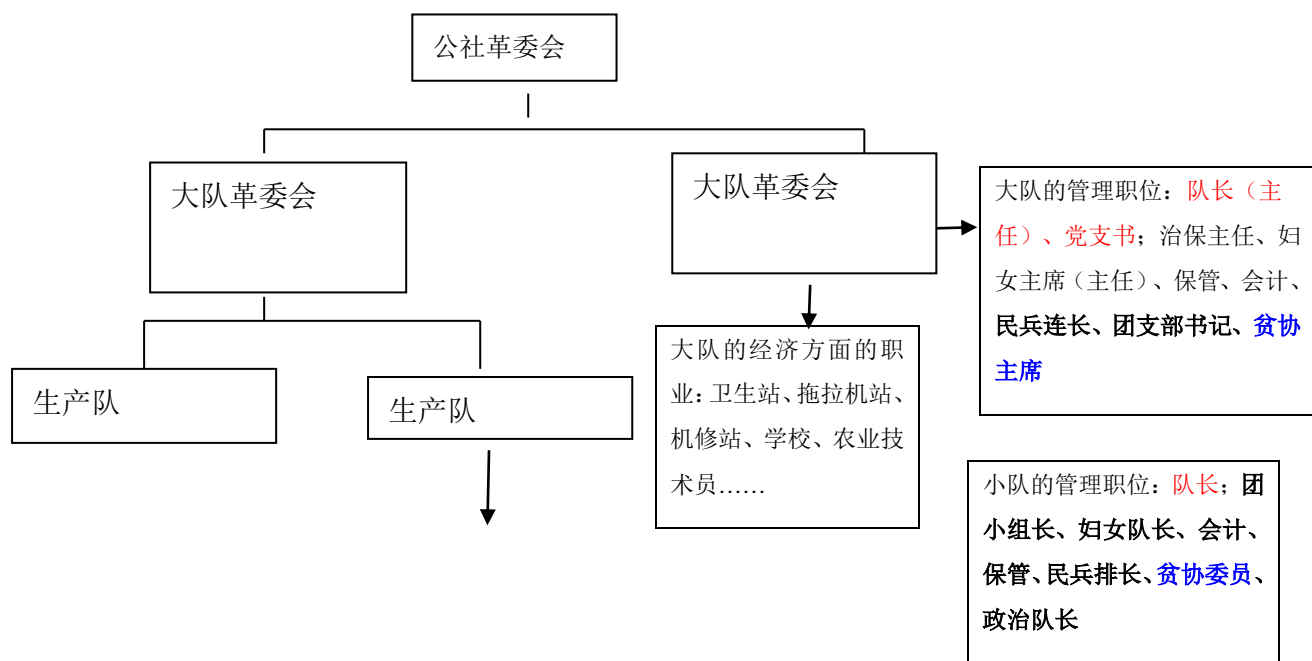 公社革委会
大队革委会
大队革委会
大队的管理职位：队长（主
任）、党支书；治保主任、妇
女主席（主任）、保管、会计、
民兵连长、团支部书记、贫协
主席
生产队
生产队
大队的经济方面的职
业：卫生站、拖拉机站、
机修站、学校、农业技
术员……
小队的管理职位：队长；团
小组长、妇女队长、会计、
保管、民兵排长、贫协委员、
政治队长